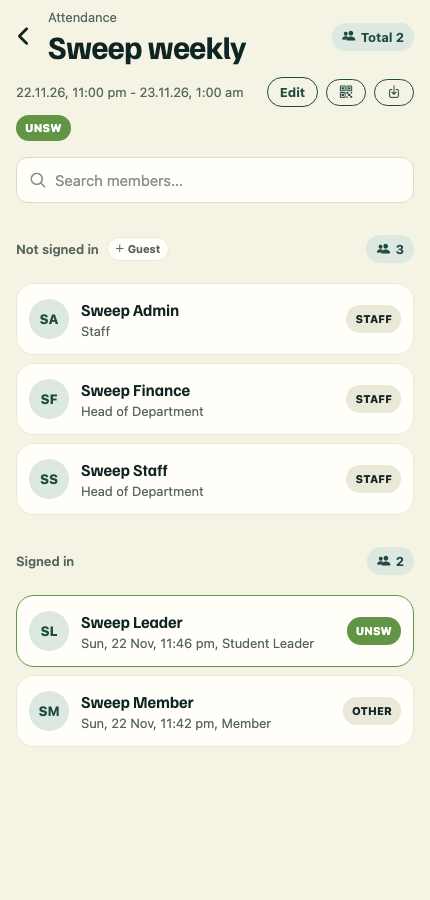 Attendance
Sweep weekly
Total 2
22.11.26, 11:00 pm - 23.11.26, 1:00 am
Edit
UNSW
Search members...
Not signed in
+ Guest
3
SA
Sweep Admin
Staff
STAFF
SF
Sweep Finance
Head of Department
STAFF
SS
Sweep Staff
Head of Department
STAFF
Signed in
2
SL
Sweep Leader
Sun, 22 Nov, 11:46 pm, Student Leader
UNSW
SM
Sweep Member
Sun, 22 Nov, 11:42 pm, Member
OTHER